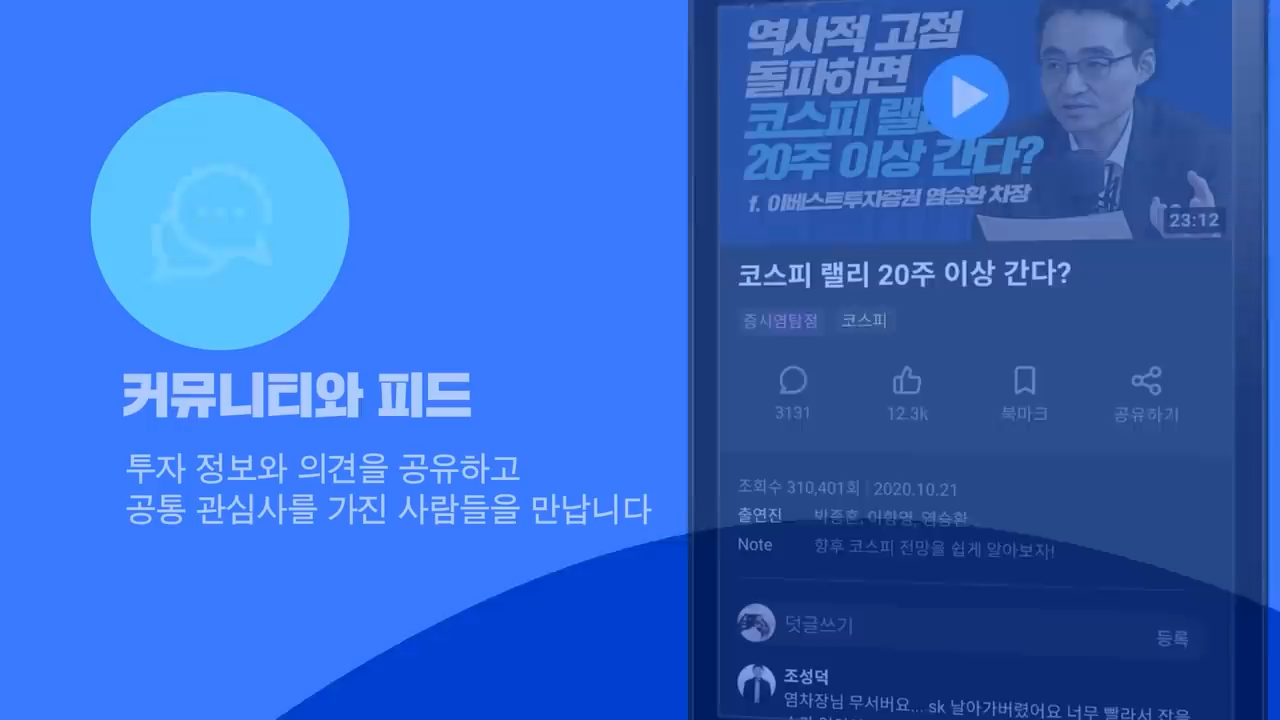 커뮤니티와 피드
투자 정보와 의견을 공유하고
공통 관심사를 가진 사람들을 만납니다
역사적 고점
돌파하면
코스피 랠리
20주 이상 간다?
f. 이베스트투자증권 염승환 차장
23:12
코스피 랠리 20주 이상 간다?
증시염탐정 코스피
3131 12.3k 북마크 공유하기
조회수 310,401회 2020.10.21
출연진 박종훈, 이항영, 염승환
Note 향후 코스피 전망을 쉽게 알아보자!
덧글쓰기
등록
조성덕
염차장님 무서버요... sk 날아가버렸어요 너무 빨라서 잡을